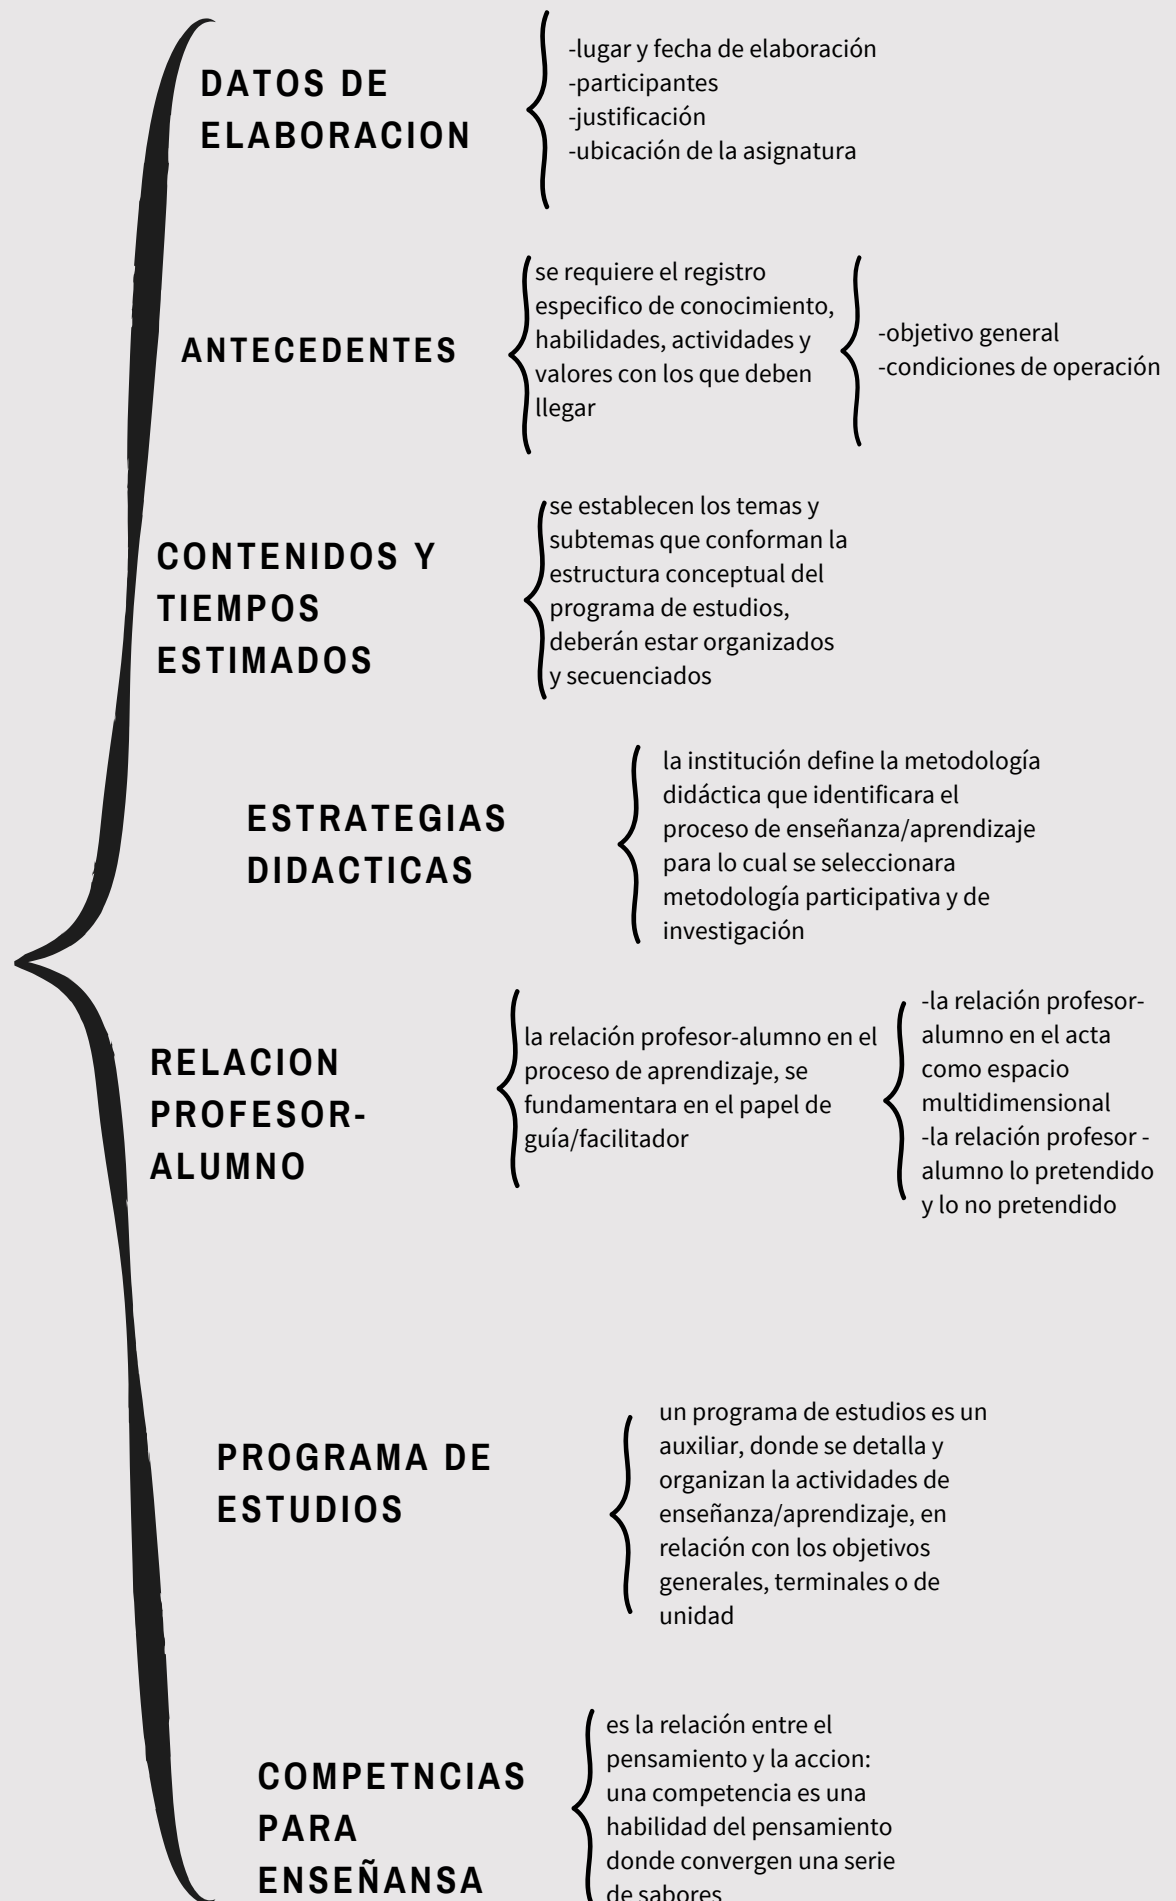 DATOS DE
ELABORACION
-lugar y fecha de elaboración
-participantes
-justificación
-ubicación de la asignatura
ANTECEDENTES
se requiere el registro
especifico de conocimiento,
habilidades, actividades y
valores con los que deben
llegar
-objetivo general
-condiciones de operación
CONTENIDOS Y
TIEMPOS
ESTIMADOS
se establecen los temas y
subtemas que conforman la
estructura conceptual del
programa de estudios,
deberán estar organizados
y secuenciados
ESTRATEGIAS
DIDACTICAS
la institución define la metodología
didáctica que identificara el
proceso de enseñanza/aprendizaje
para lo cual se seleccionara
metodología participativa y de
investigación
RELACION
PROFESOR-
ALUMNO
la relación profesor-alumno en el
proceso de aprendizaje, se
fundamentara en el papel de
guía/facilitador
-la relación profesor-
alumno en el acta
como espacio
multidimensional
-la relación profesor -
alumno lo pretendido
y lo no pretendido
PROGRAMA DE
ESTUDIOS
un programa de estudios es un
auxiliar, donde se detalla y
organizan la actividades de
enseñanza/aprendizaje, en
relación con los objetivos
generales, terminales o de
unidad
COMPETNCIAS
PARA
ENSEÑANSA
es la relación entre el
pensamiento y la accion:
una competencia es una
habilidad del pensamiento
donde convergen una serie
de sabores